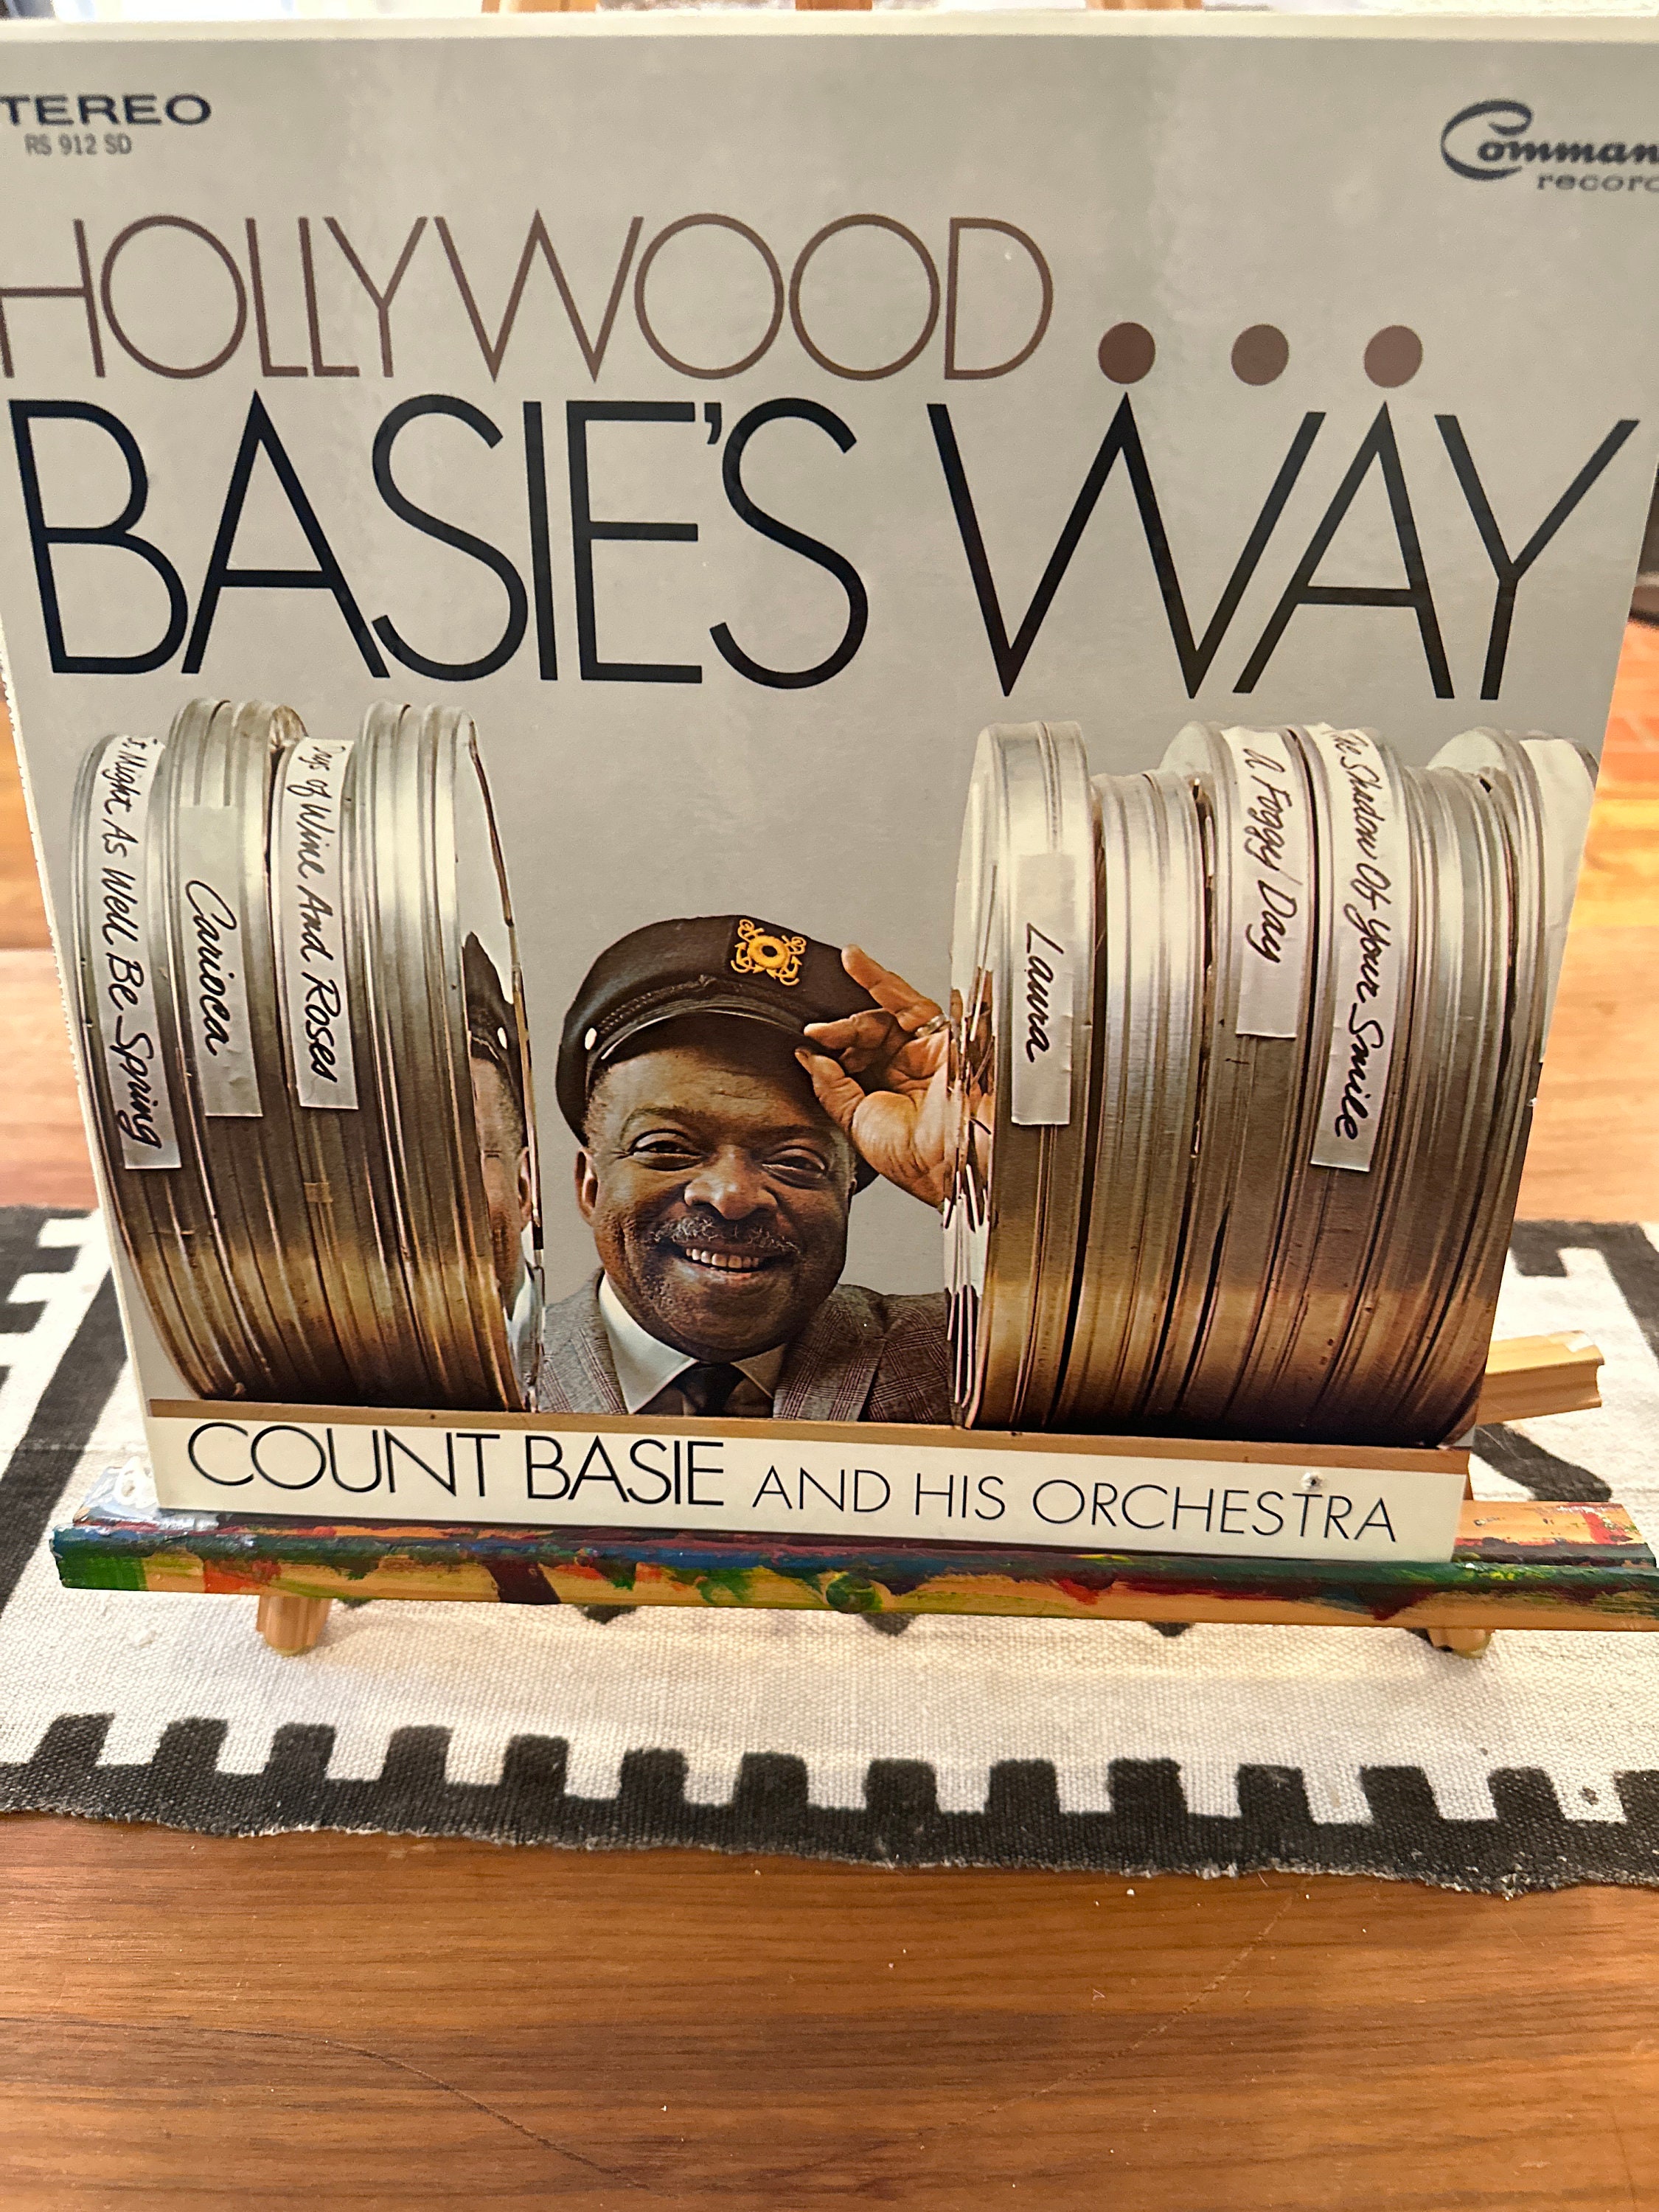 TEREO
RS 912 SD
Comman
recor
HOLLYWOOD...
BASIE'S WAY
It Might As Well Be Spring
Carioca
Days of Wine And Roses
Laura
A Foggy Day
The Shadow Of Your Smile
COUNT BASIE AND HIS ORCHESTRA